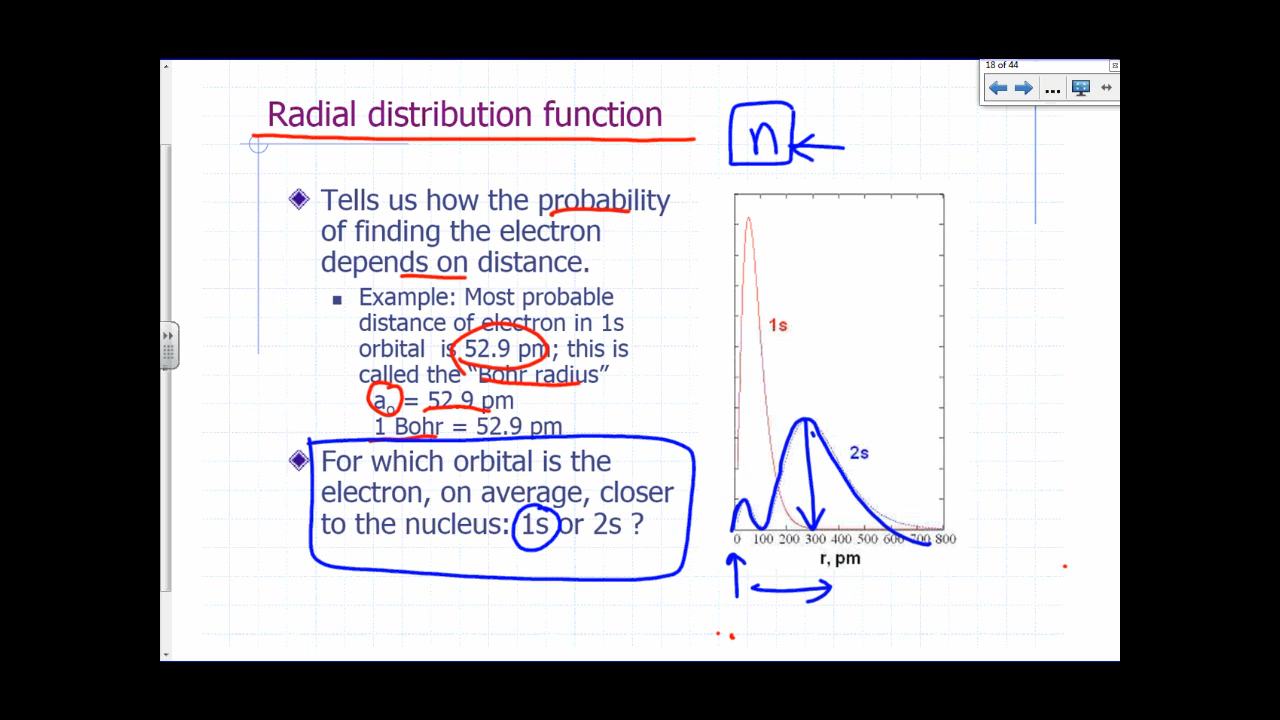 18 of 44
...
Radial distribution function
n
Tells us how the probability
of finding the electron
depends on distance.
Example: Most probable
distance of electron in 1s
orbital is 52.9 pm; this is
called the “Bohr radius”
a₀ = 52.9 pm
1 Bohr = 52.9 pm
For which orbital is the
electron, on average, closer
to the nucleus: 1s or 2s ?
1s
2s
0 100 200 300 400 500 600 700 800
r, pm